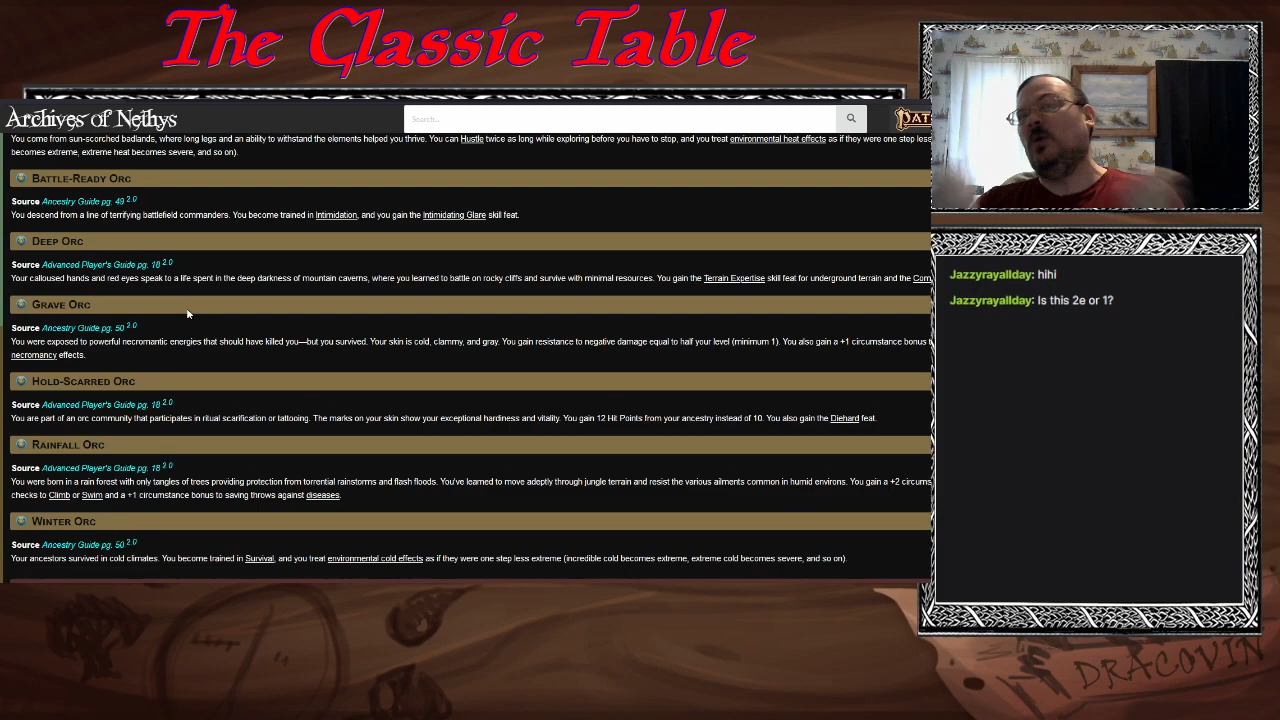 The Classic Table
Archives of Nethys
Search...
You come from sun-scorched badlands, where long legs and an ability to withstand the elements helped you thrive. You can Hustle twice as long while exploring before you have to stop, and you treat environmental heat effects as if they were one step less
becomes extreme, extreme heat becomes severe, and so on).
BATTLE-READY ORC
Source Ancestry Guide pg. 49 2.0
You descend from a line of terrifying battlefield commanders. You become trained in Intimidation, and you gain the Intimidating Glare skill feat.
DEEP ORC
Source Advanced Player's Guide pg. 18 2.0
Your calloused hands and red eyes speak to a life spent in the deep darkness of mountain caverns, where you learned to battle on rocky cliffs and survive with minimal resources. You gain the Terrain Expertise skill feat for underground terrain and the
GRAVE ORC
Source Ancestry Guide pg. 50 2.0
You were exposed to powerful necromantic energies that should have killed you—but you survived. Your skin is cold, clammy, and gray. You gain resistance to negative damage equal to half your level (minimum 1). You also gain a +1 circumstance bonus
necromancy effects.
HOLD-SCARRED ORC
Source Advanced Player's Guide pg. 18 2.0
You are part of an orc community that participates in ritual scarification or tattooing. The marks on your skin show your exceptional hardiness and vitality. You gain 12 Hit Points from your ancestry instead of 10. You also gain the Diehard feat.
RAINFALL ORC
Source Advanced Player's Guide pg. 18 2.0
You were born in a rain forest with only tangles of trees providing protection from torrential rainstorms and flash floods. You've learned to move adeptly through jungle terrain and resist the various ailments common in humid environs. You gain a +2 circums
checks to Climb or Swim and a +1 circumstance bonus to saving throws against diseases.
WINTER ORC
Source Ancestry Guide pg. 50 2.0
Your ancestors survived in cold climates. You become trained in Survival, and you treat environmental cold effects as if they were one step less extreme (incredible cold becomes extreme, extreme cold becomes severe, and so on).
Jazzyrayallday: hihi
Jazzyrayallday: Is this 2e or 1?
DRACOVIN